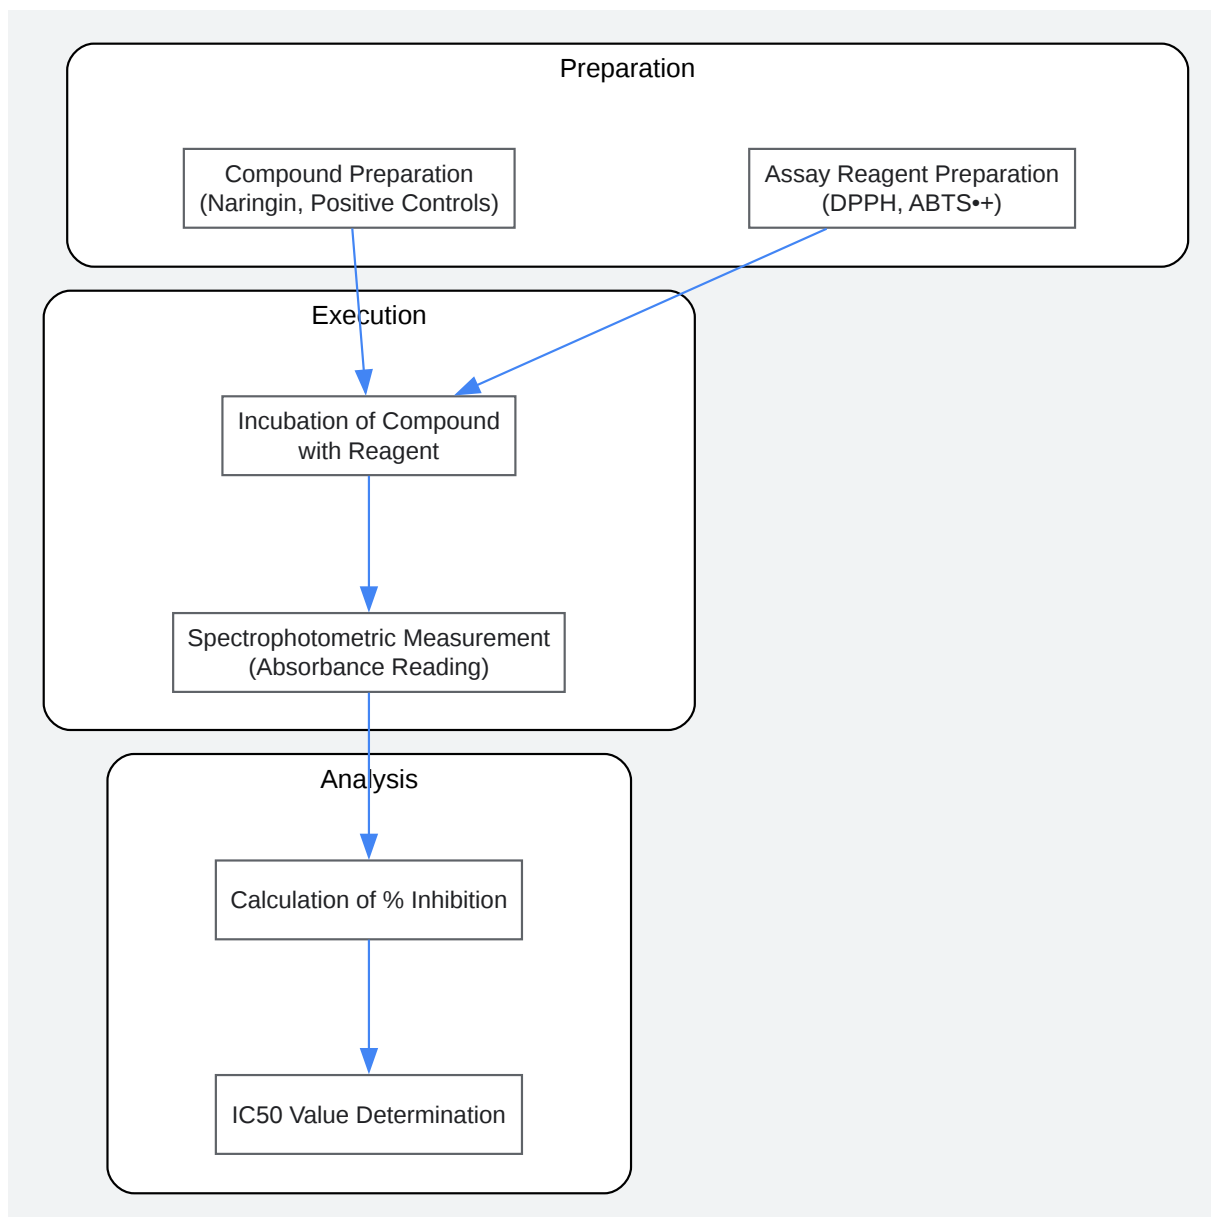 Preparation
Compound Preparation
(Naringin, Positive Controls)
Assay Reagent Preparation
(DPPH, ABTS•+)
Execution
Incubation of Compound
with Reagent
Spectrophotometric Measurement
(Absorbance Reading)
Analysis
Calculation of % Inhibition
IC50 Value Determination